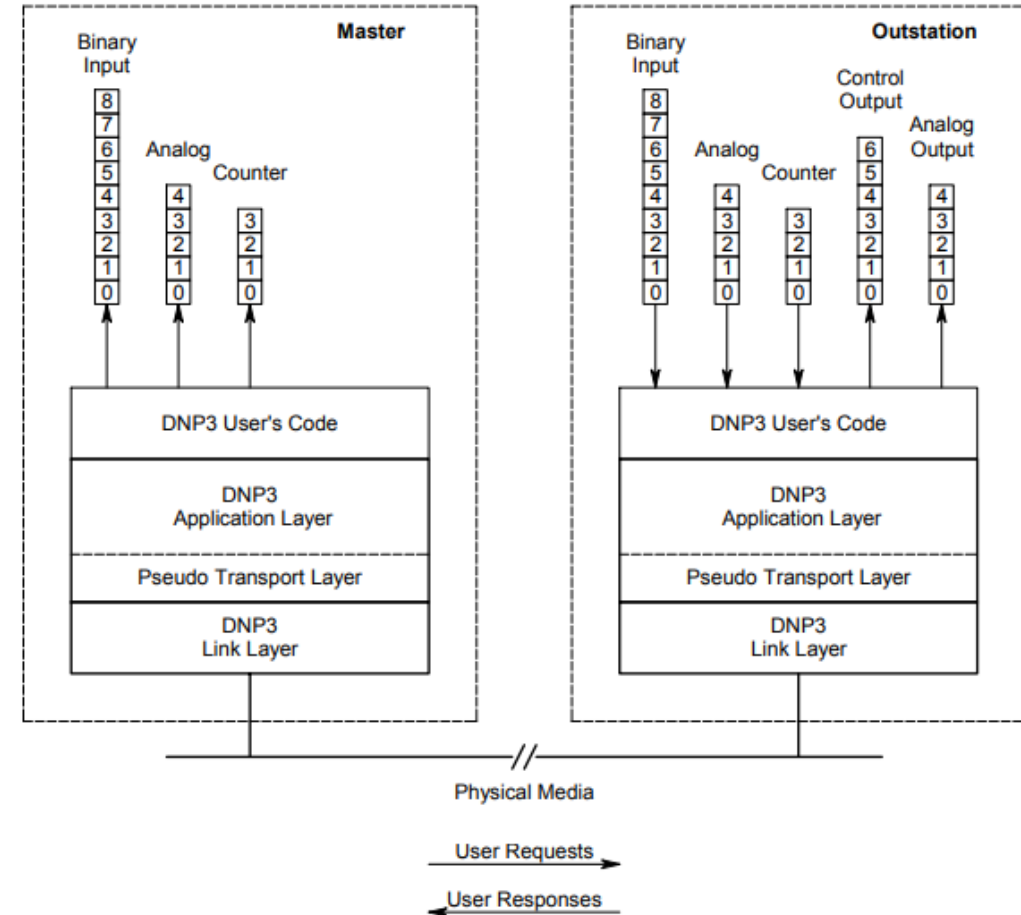 Master
Binary
Input
8
7
6
5
4
3
2
1
0
Analog
4
3
2
1
0
Counter
3
2
1
0
DNP3 User's Code
DNP3
Application Layer
Pseudo Transport Layer
DNP3
Link Layer
Outstation
Binary
Input
8
7
6
5
4
3
2
1
0
Analog
4
3
2
1
0
Counter
3
2
1
0
Control
Output
6
5
4
3
2
1
0
Analog
Output
4
3
2
1
0
DNP3 User's Code
DNP3
Application Layer
Pseudo Transport Layer
DNP3
Link Layer
Physical Media
User Requests
User Responses